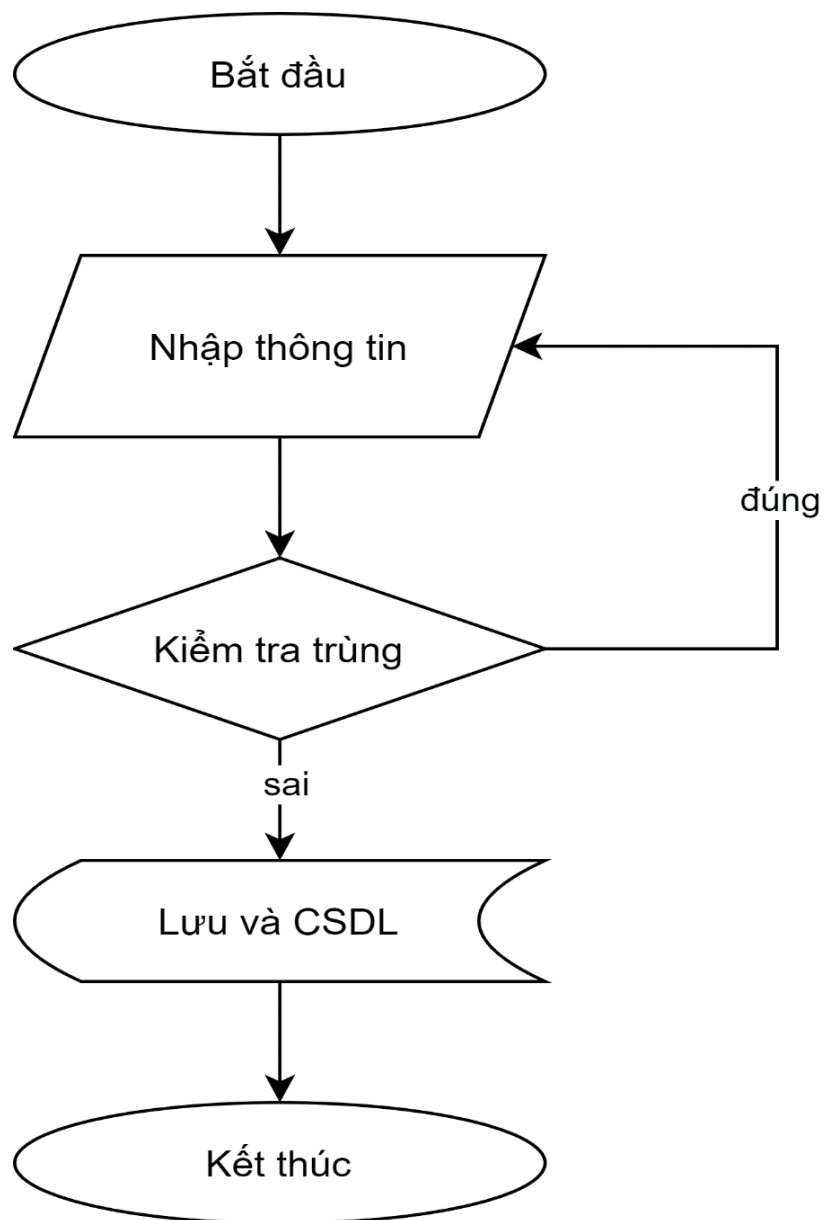 Bắt đầu
Nhập thông tin
đúng
Kiểm tra trùng
sai
Lưu và CSDL
Kết thúc